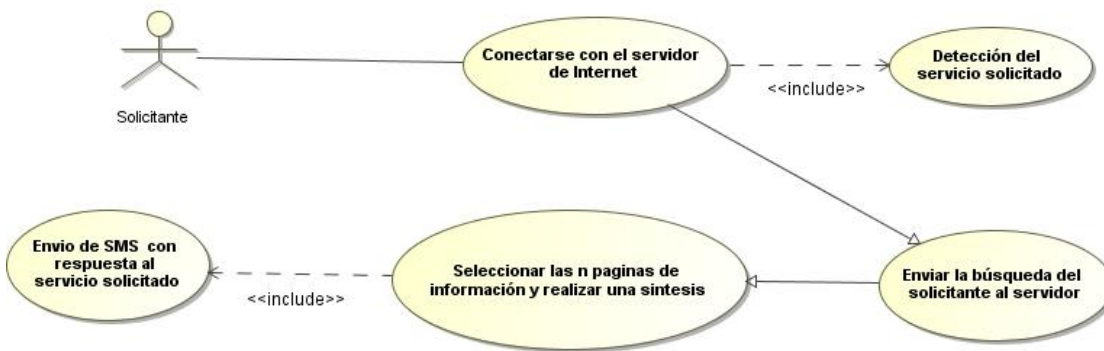 Solicitante
Conectarse con el servidor
de Internet
<<include>>
Detección del
servicio solicitado
Envio de SMS con
respuesta al
servicio solicitado
<<include>>
Seleccionar las n paginas de
información y realizar una sintesis
Enviar la búsqueda del
solicitante al servidor